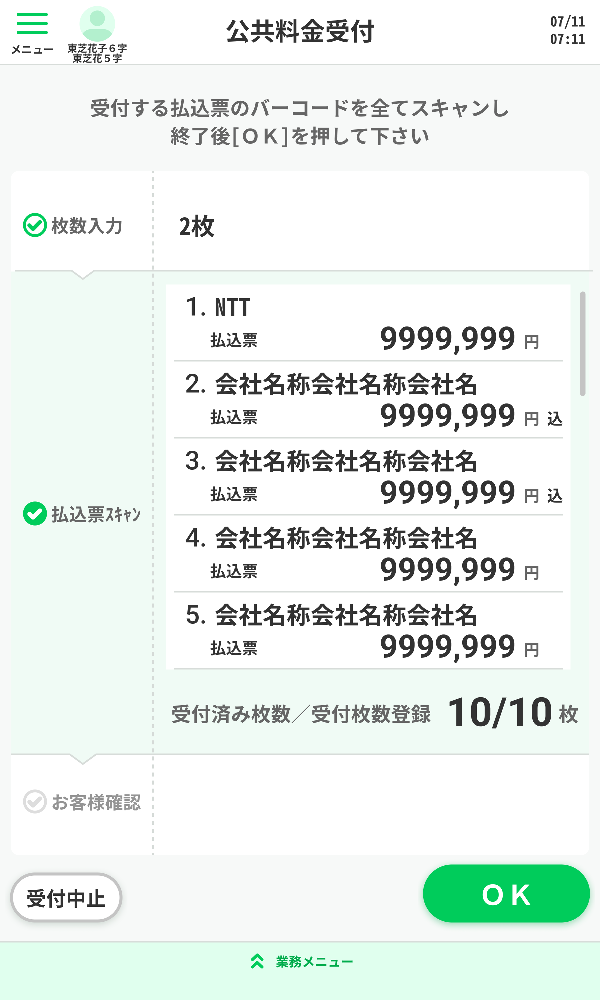 メニュー
東芝花子６字
東芝花５字
公共料金受付
07/11
07:11
受付する払込票のバーコードを全てスキャンし
終了後[ＯＫ]を押して下さい
枚数入力
2枚
払込票ｽｷｬﾝ
1. NTT
払込票 9999,999 円
2. 会社名称会社名称会社名
払込票 9999,999 円 込
3. 会社名称会社名称会社名
払込票 9999,999 円 込
4. 会社名称会社名称会社名
払込票 9999,999 円
5. 会社名称会社名称会社名
払込票 9999,999 円
受付済み枚数／受付枚数登録 10/10 枚
お客様確認
受付中止
ＯＫ
業務メニュー